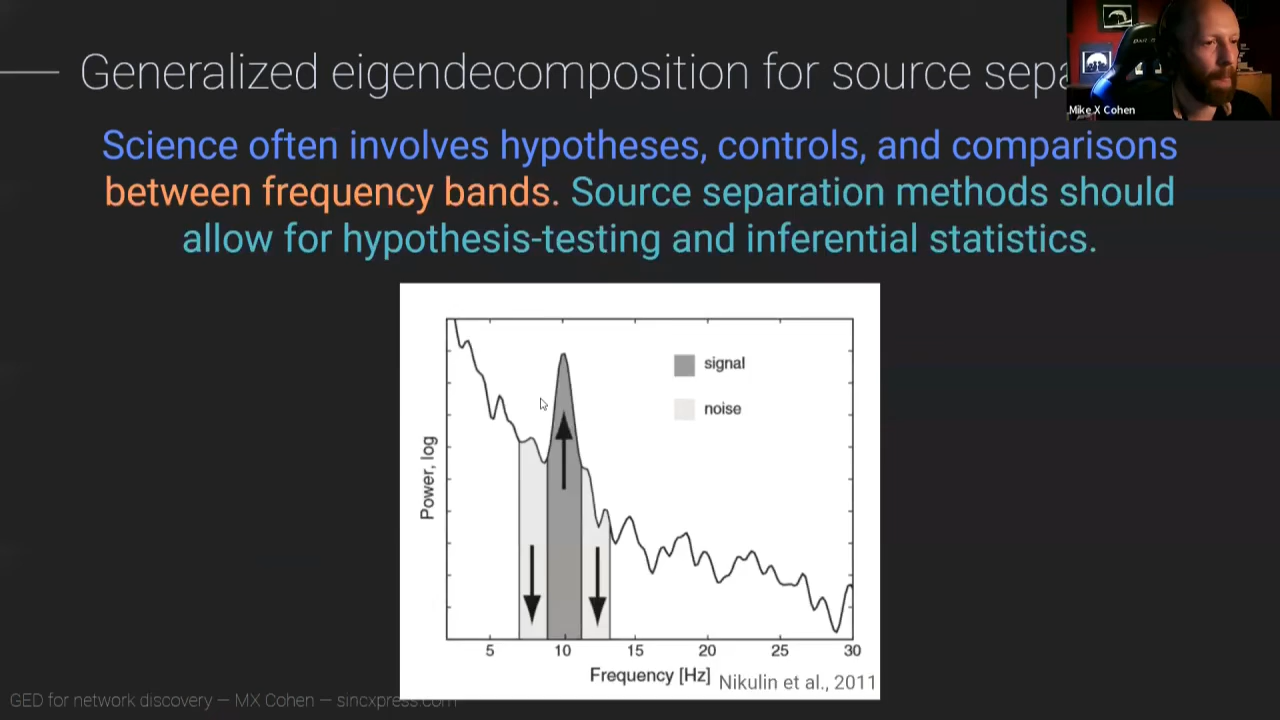 Generalized eigendecomposition for source sepa
Mike X Cohen
Science often involves hypotheses, controls, and comparisons
between frequency bands. Source separation methods should
allow for hypothesis-testing and inferential statistics.
signal
noise
Power, log
5 10 15 20 25 30
Frequency [Hz]
Nikulin et al., 2011
GED for network discovery — MX Cohen — sincxpress.com